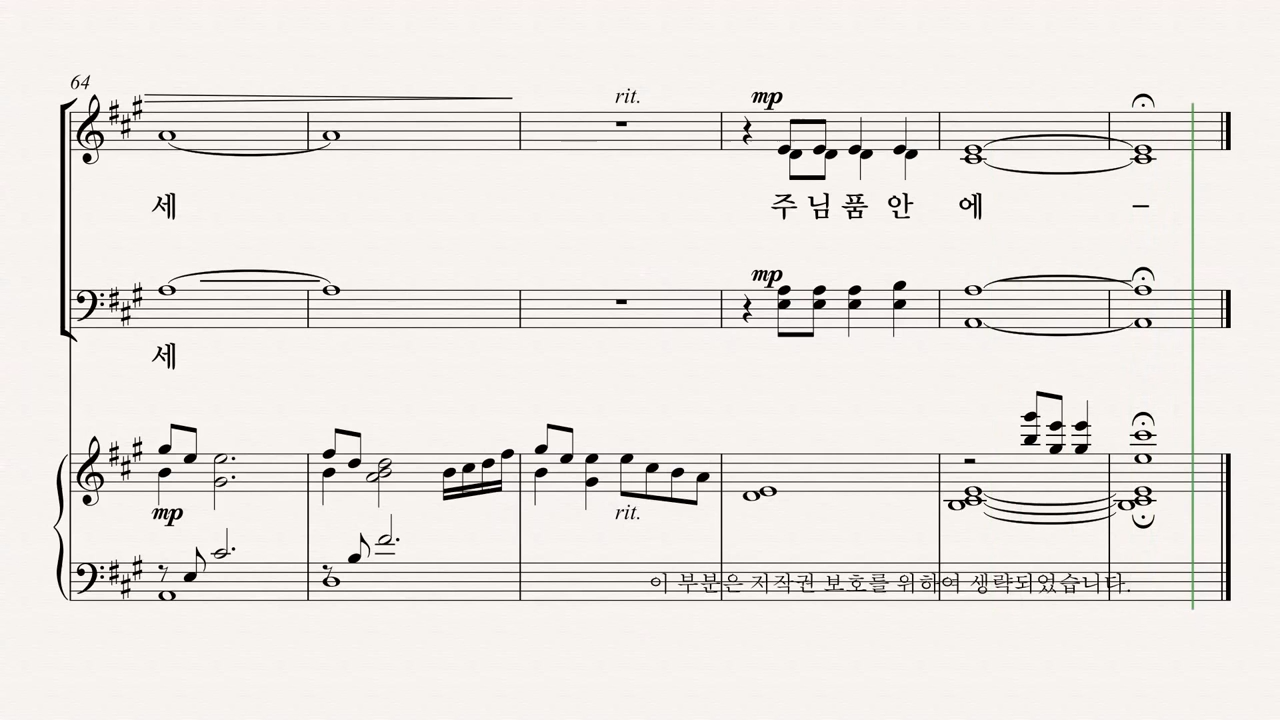 64
rit.
mp
세 주 님 품 안 에 –
mp
세
mp
rit.
이 부분은 저작권 보호를 위하여 생략되었습니다.